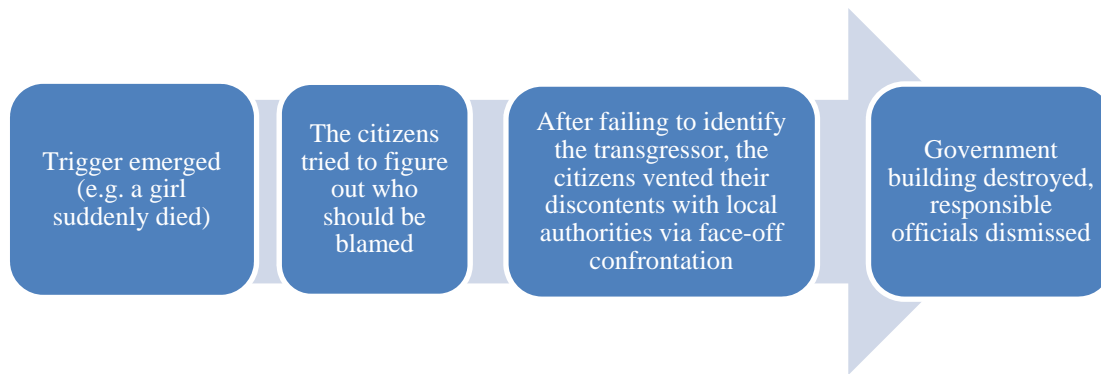 Trigger emerged
(e.g. a girl
suddenly died)
The citizens
tried to figure
out who
should be
blamed
After failing to identify
the transgressor, the
citizens vented their
discontents with local
authorities via face-off
confrontation
Government
building destroyed,
responsible
officials dismissed